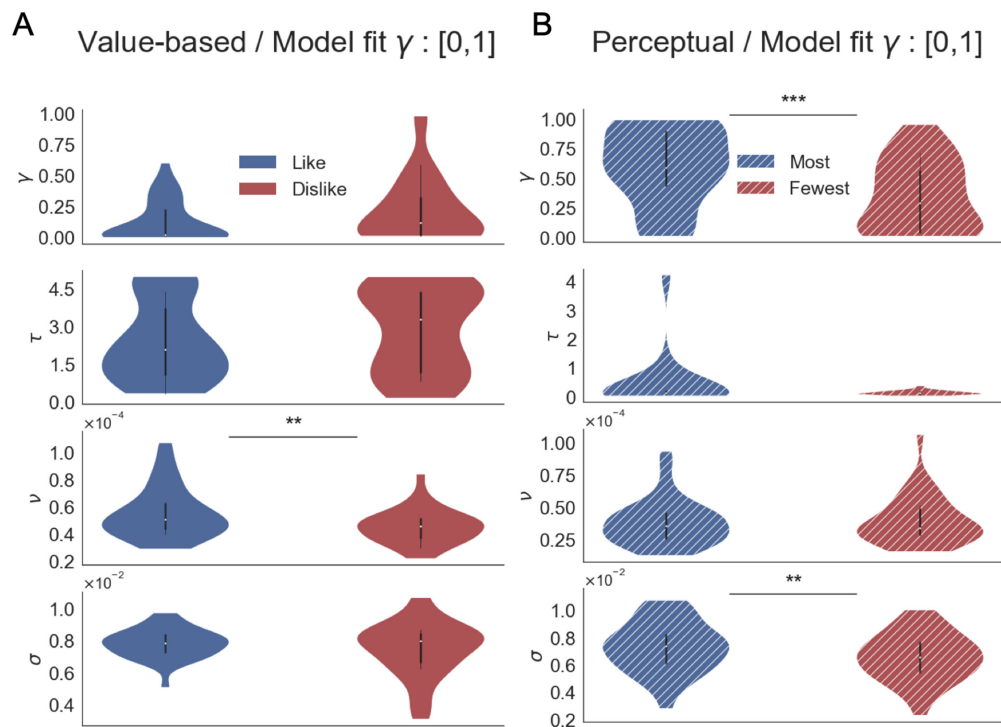 A
Value-based / Model fit γ : [0,1]
1.00
0.75
0.50
0.25
0.00
γ
Like
Dislike
4.5
3.0
1.5
0.0
τ
×10⁻⁴
**
1.0
0.8
0.6
0.4
0.2
ν
×10⁻²
1.0
0.8
0.6
0.4
σ
B
Perceptual / Model fit γ : [0,1]
***
1.00
0.75
0.50
0.25
0.00
γ
Most
Fewest
4
3
2
1
0
τ
×10⁻⁴
1.00
0.75
0.50
0.25
ν
×10⁻²
**
1.0
0.8
0.6
0.4
0.2
σ